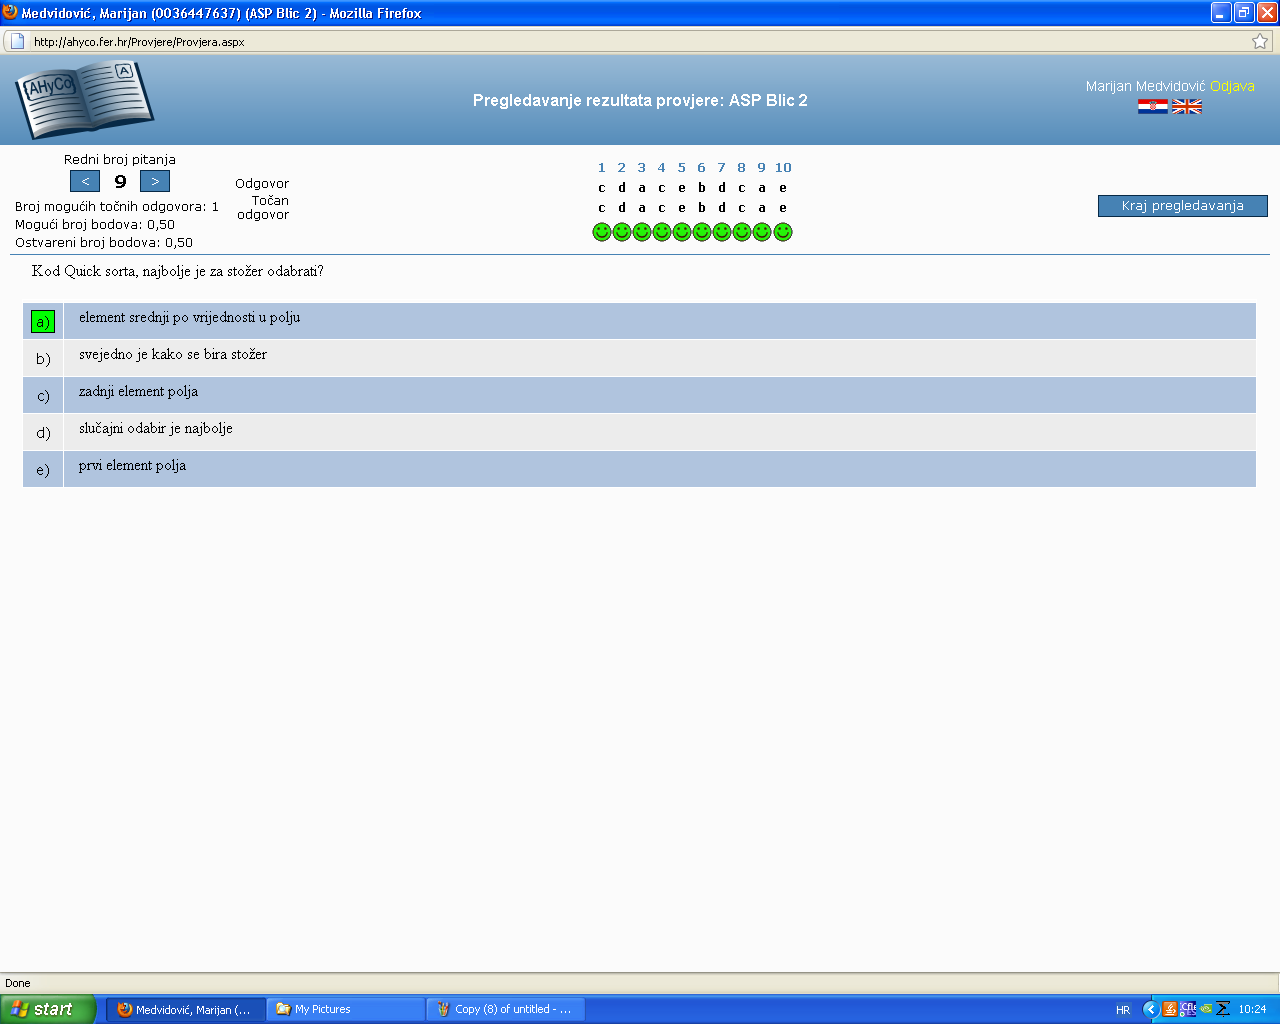 Medvidović, Marijan (0036447637) (ASP Blic 2) - Mozilla Firefox
http://ahyco.fer.hr/Provjere/Provjera.aspx
{AHyCo} A
Pregledavanje rezultata provjere: ASP Blic 2
Marijan Medvidović Odjava
Redni broj pitanja
< 9 >
Broj mogućih točnih odgovora: 1
Mogući broj bodova: 0,50
Ostvareni broj bodova: 0,50
1 2 3 4 5 6 7 8 9 10
Odgovor c d a c e b d c a e
Točan odgovor c d a c e b d c a e
Kraj pregledavanja
Kod Quick sorta, najbolje je za stožer odabrati?
a) element srednji po vrijednosti u polju
b) svejedno je kako se bira stožer
c) zadnji element polja
d) slučajni odabir je najbolje
e) prvi element polja
Done
start Medvidović, Marijan (... My Pictures Copy (8) of untitled - ... HR 10:24